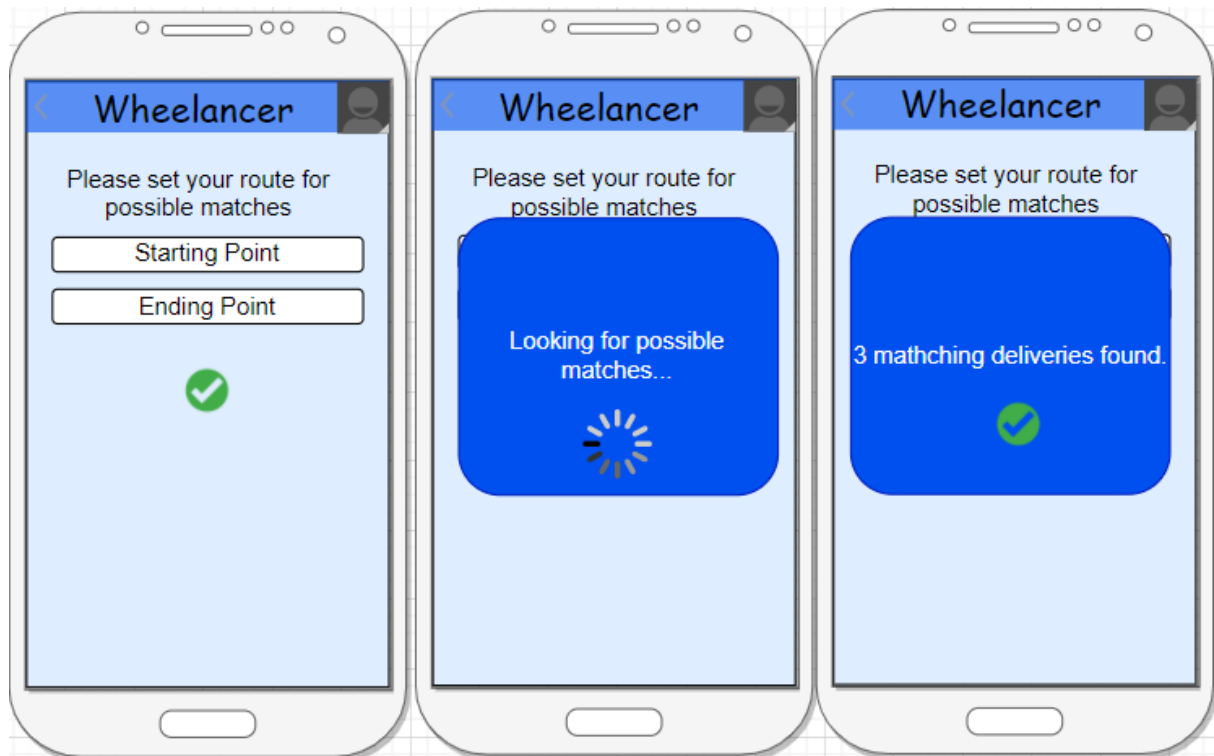 Wheelancer
Please set your route for
possible matches
Starting Point
Ending Point
Wheelancer
Please set your route for
possible matches
Looking for possible
matches...
Wheelancer
Please set your route for
possible matches
3 mathching deliveries found.